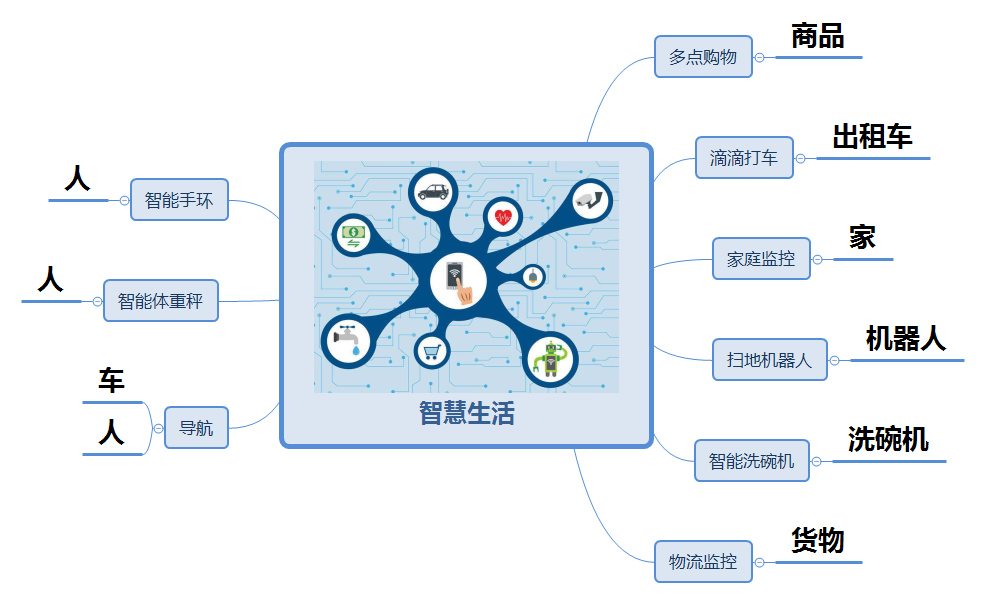 智慧生活
多点购物
商品
滴滴打车
出租车
家庭监控
家
扫地机器人
机器人
智能洗碗机
洗碗机
物流监控
货物
智能手环
人
智能体重秤
人
导航
车
人